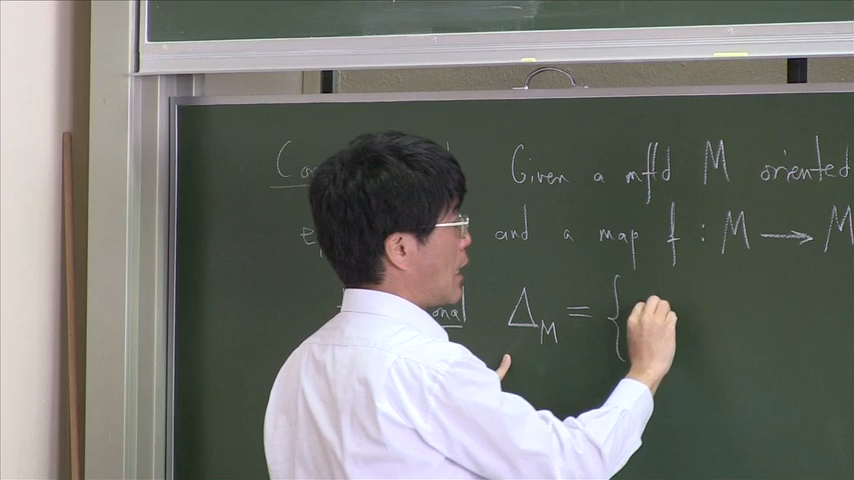 Given a mfd M oriented
and a map f : M → M
Δ_M = {